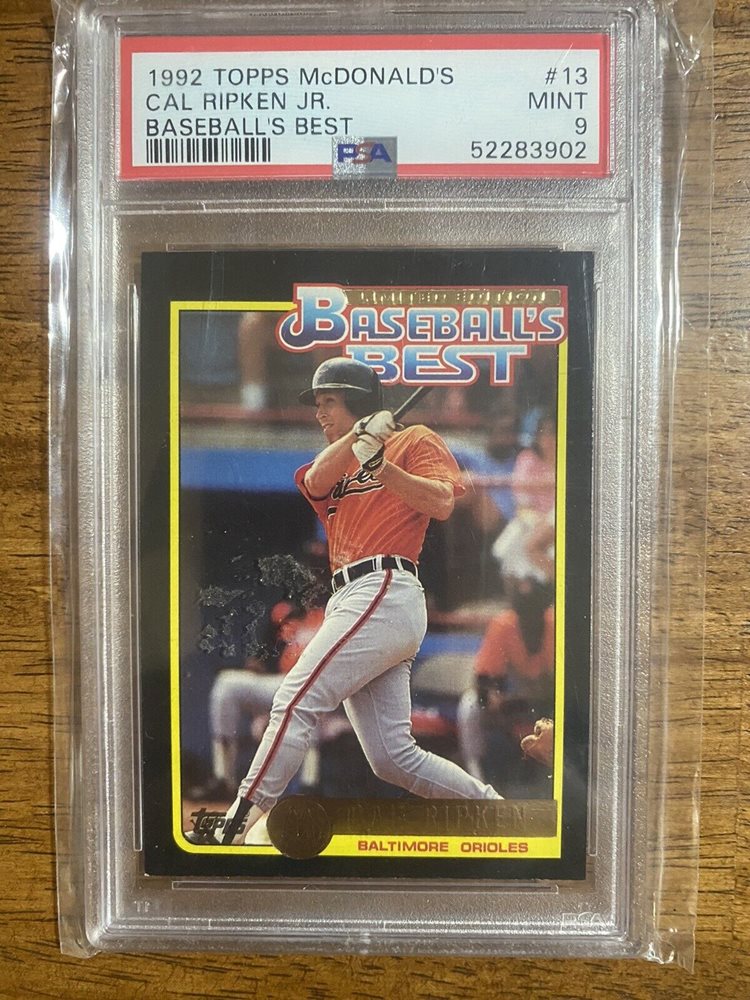 1992 TOPPS McDONALD'S #13
CAL RIPKEN JR. MINT
BASEBALL'S BEST 9
PSA 52283902
LIMITED EDITION
BASEBALL'S
BEST
Topps
CAL RIPKEN
BALTIMORE ORIOLES
PSA